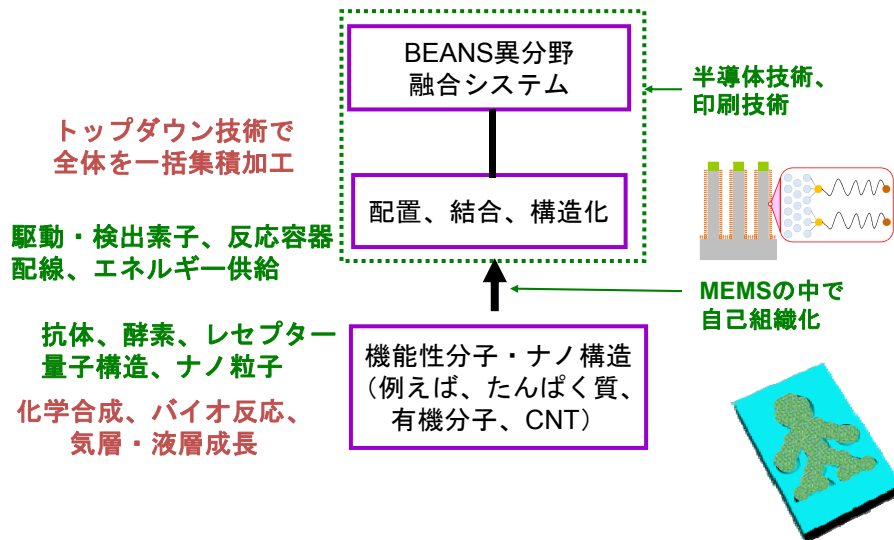 BEANS異分野
融合システム
半導体技術、
印刷技術
トップダウン技術で
全体を一括集積加工
配置、結合、構造化
駆動・検出素子、反応容器
配線、エネルギー供給
MEMSの中で
自己組織化
抗体、酵素、レセプター
量子構造、ナノ粒子
機能性分子・ナノ構造
（例えば、たんぱく質、
有機分子、CNT）
化学合成、バイオ反応、
気層・液層成長